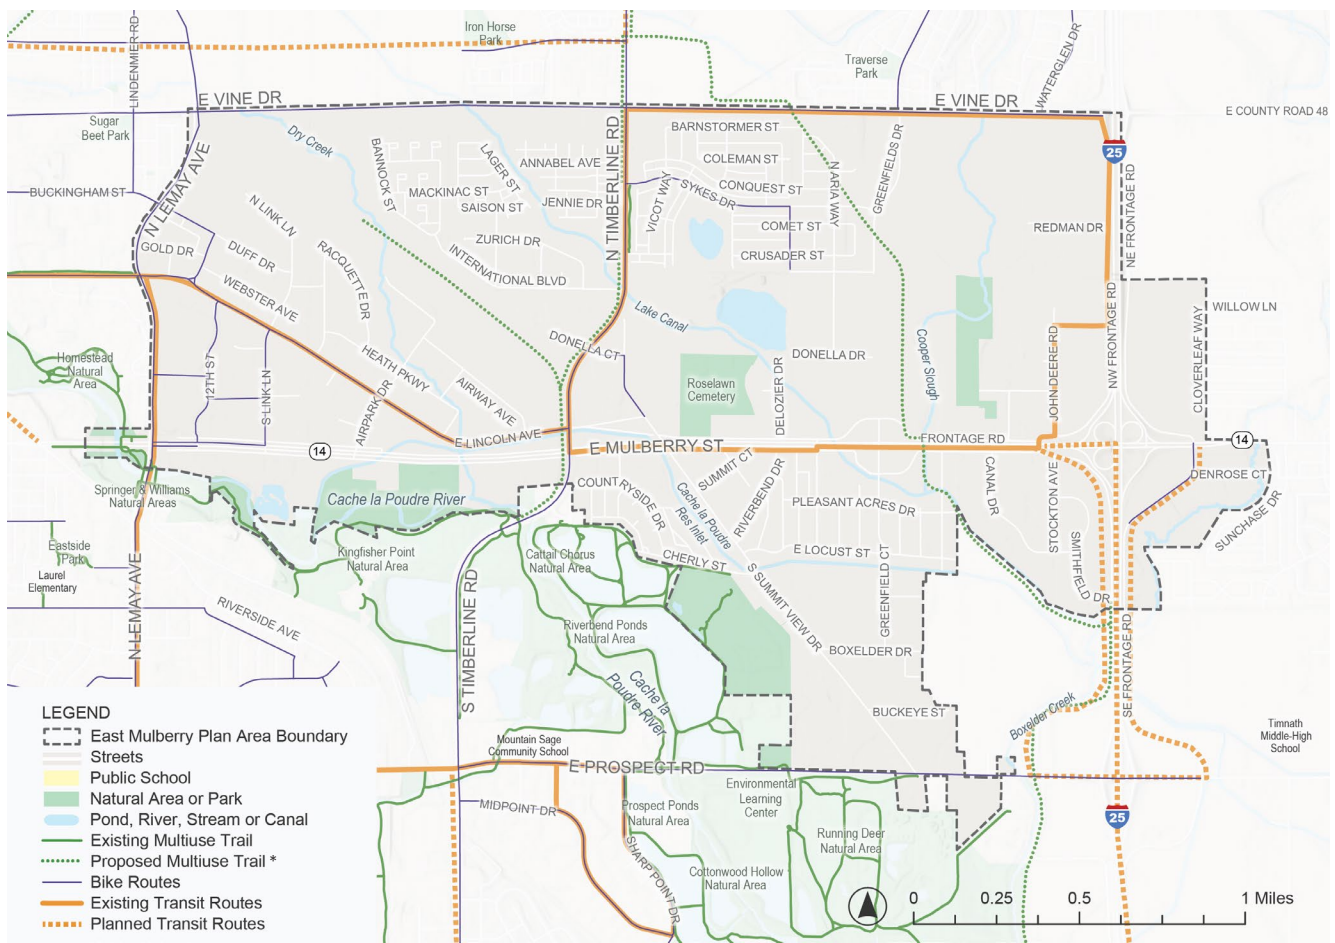 Iron Horse
Park
LINDENMIER RD
Traverse
Park
WATERGLEN DR
E VINE DR
E VINE DR
E COUNTY ROAD 48
Sugar
Beet Park
Dry Creek
BANNOCK ST
LAGER ST
ANNABEL AVE
N TIMBERLINE RD
BARNSTORMER ST
COLEMAN ST
N ARIA WAY
GREENFIELDS DR
25
BUCKINGHAM ST
N LEMAY AVE
MACKINAC ST
SAISON ST
JENNIE DR
VICOT WAY
SYKES DR
CONQUEST ST
COMET ST
CRUSADER ST
REDMAN DR
NE FRONTAGE RD
N LINK LN
GOLD DR
DUFF DR
RACQUETTE DR
ZURICH DR
INTERNATIONAL BLVD
WEBSTER AVE
Lake Canal
WILLOW LN
NW FRONTAGE RD
CLOVERLEAF WAY
JOHN DEERE RD
Cooper Slough
Homestead
Natural
Area
12TH ST
S LINK LN
HEATH PKWY
AIRPARK DR
AIRWAY AVE
DONELLA CT
DONELLA DR
DELOZIER DR
Roselawn
Cemetery
E LINCOLN AVE
E MULBERRY ST
FRONTAGE RD
14
14
Springer & Williams
Natural Areas
Cache la Poudre River
COUNTRYSIDE DR
SUMMIT CT
Cache la Poudre
Res Inlet
RIVERBEND DR
PLEASANT ACRES DR
CANAL DR
STOCKTON AVE
DENROSE CT
SUNCHASE DR
Eastside
Park
Laurel
Elementary
Kingfisher Point
Natural Area
Cattail Chorus
Natural Area
CHERLY ST
E LOCUST ST
SMITHFIELD DR
N LEMAY AVE
RIVERSIDE AVE
S TIMBERLINE RD
Riverbend Ponds
Natural Area
S SUMMIT VIEW DR
GREENFIELD CT
BOXELDER DR
SE FRONTAGE RD
Cache la
Poudre River
BUCKEYE ST
Boxelder Creek
Timnath
Middle-High
School
Mountain Sage
Community School
E PROSPECT RD
MIDPOINT DR
Prospect Ponds
Natural Area
Environmental
Learning
Center
SHARP POINT DR
Running Deer
Natural Area
Cottonwood Hollow
Natural Area
25
LEGEND
East Mulberry Plan Area Boundary
Streets
Public School
Natural Area or Park
Pond, River, Stream or Canal
Existing Multiuse Trail
Proposed Multiuse Trail *
Bike Routes
Existing Transit Routes
Planned Transit Routes
0 0.25 0.5 1 Miles